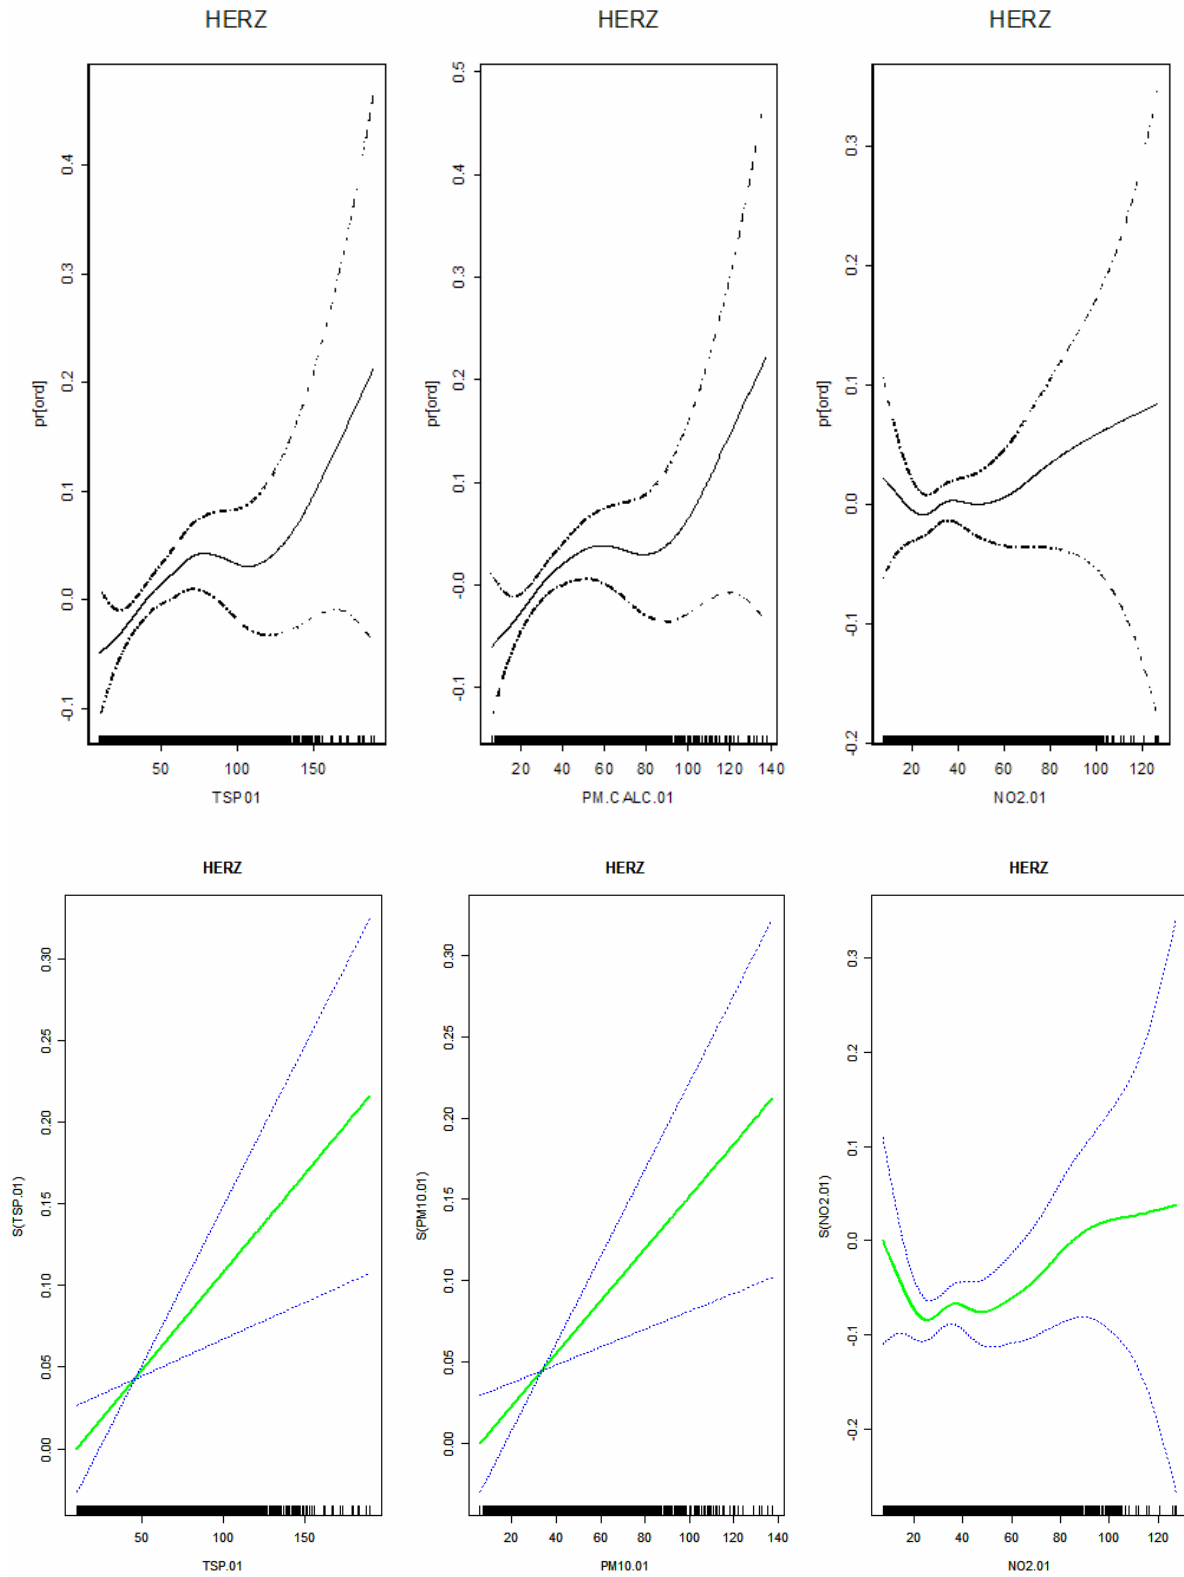 HERZ HERZ HERZ
pr[ord]
-0.1 0.0 0.1 0.2 0.3 0.4
50 100 150
TSP.01
pr[ord]
-0.1 -0.0 0.1 0.2 0.3 0.4 0.5
20 40 60 80 100 120 140
PM.CALC.01
pr[ord]
-0.2 -0.1 0.0 0.1 0.2 0.3
20 40 60 80 100 120
NO2.01
HERZ HERZ HERZ
S(TSP.01)
0.00 0.05 0.10 0.15 0.20 0.25 0.30
50 100 150
TSP.01
S(PM10.01)
0.00 0.05 0.10 0.15 0.20 0.25 0.30
20 40 60 80 100 120 140
PM10.01
S(NO2.01)
-0.2 -0.1 0.0 0.1 0.2 0.3
20 40 60 80 100 120
NO2.01